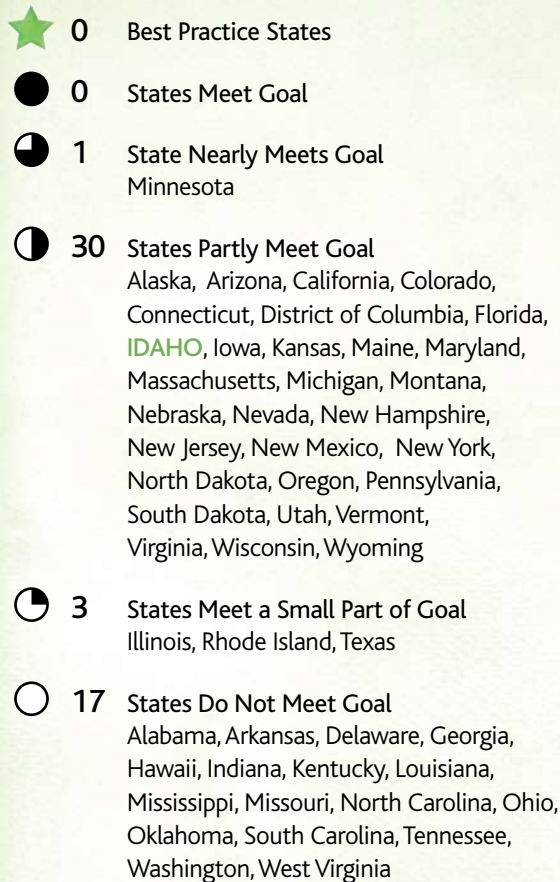 0 Best Practice States
0 States Meet Goal
1 State Nearly Meets Goal
Minnesota
30 States Partly Meet Goal
Alaska, Arizona, California, Colorado,
Connecticut, District of Columbia, Florida,
IDAHO, Iowa, Kansas, Maine, Maryland,
Massachusetts, Michigan, Montana,
Nebraska, Nevada, New Hampshire,
New Jersey, New Mexico, New York,
North Dakota, Oregon, Pennsylvania,
South Dakota, Utah, Vermont,
Virginia, Wisconsin, Wyoming
3 States Meet a Small Part of Goal
Illinois, Rhode Island, Texas
17 States Do Not Meet Goal
Alabama, Arkansas, Delaware, Georgia,
Hawaii, Indiana, Kentucky, Louisiana,
Mississippi, Missouri, North Carolina, Ohio,
Oklahoma, South Carolina, Tennessee,
Washington, West Virginia